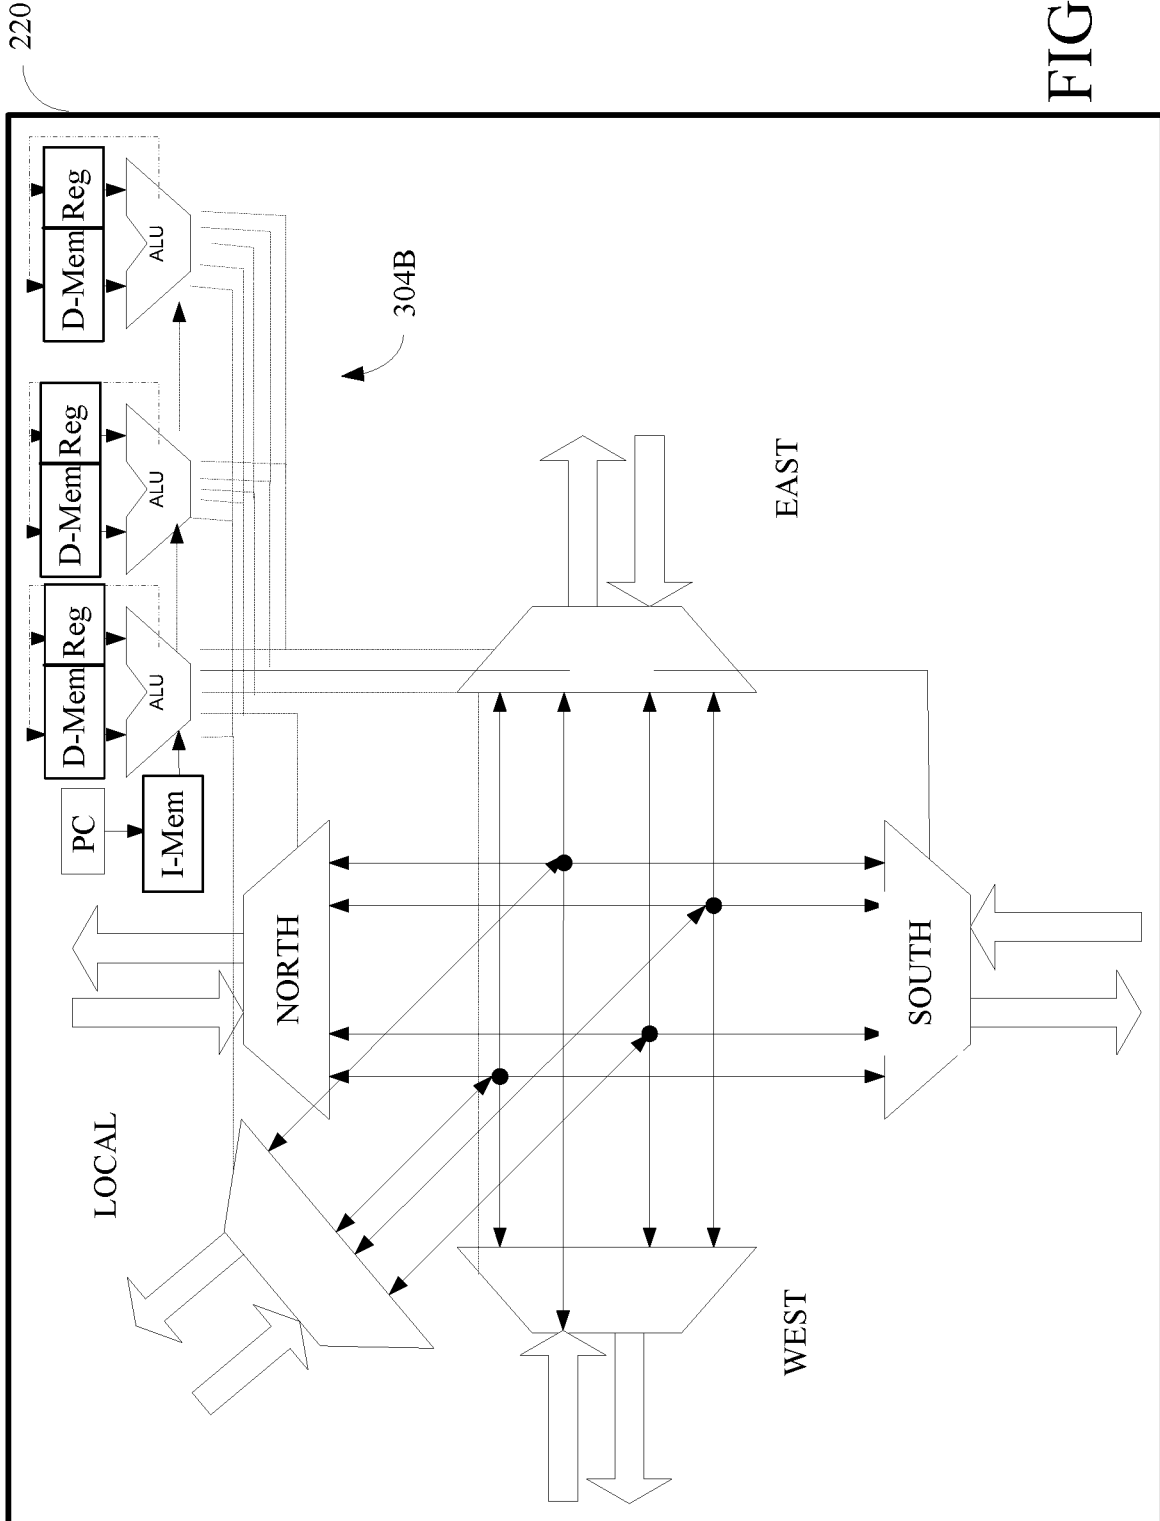 220
FIG
D-Mem Reg
ALU
D-Mem Reg
ALU
D-Mem Reg
ALU
PC
I-Mem
304B
LOCAL
NORTH
EAST
WEST
SOUTH